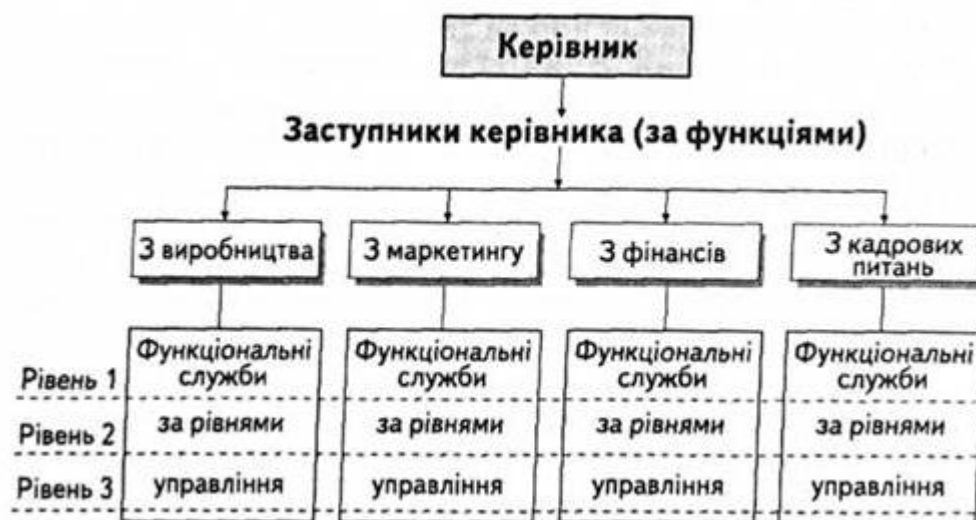 Керівник
Заступники керівника (за функціями)
З виробництва
З маркетингу
З фінансів
З кадрових
питань
Функціональні
служби
Функціональні
служби
Функціональні
служби
Функціональні
служби
Рівень 1
Рівень 2
за рівнями
за рівнями
за рівнями
за рівнями
Рівень 3
управління
управління
управління
управління